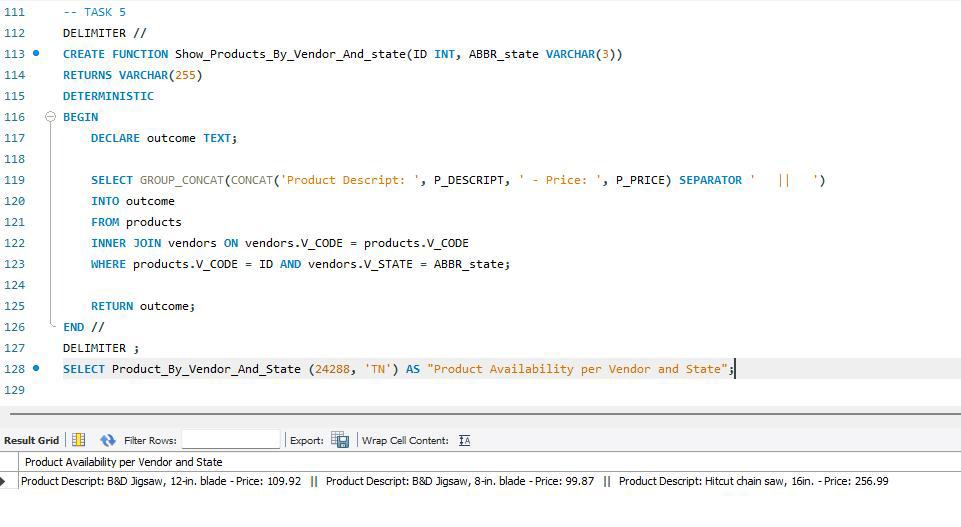 111 -- TASK 5
112 DELIMITER //
113 CREATE FUNCTION Show_Products_By_Vendor_And_state(ID INT, ABBR_state VARCHAR(3))
114 RETURNS VARCHAR(255)
115 DETERMINISTIC
116 BEGIN
117 DECLARE outcome TEXT;
118
119 SELECT GROUP_CONCAT(CONCAT('Product Descript: ', P_DESCRIPT, ' - Price: ', P_PRICE) SEPARATOR '   ||   ')
120 INTO outcome
121 FROM products
122 INNER JOIN vendors ON vendors.V_CODE = products.V_CODE
123 WHERE products.V_CODE = ID AND vendors.V_STATE = ABBR_state;
124
125 RETURN outcome;
126 END //
127 DELIMITER ;
128 SELECT Product_By_Vendor_And_State (24288, 'TN') AS "Product Availability per Vendor and State";
129
Result Grid Filter Rows: Export: Wrap Cell Content: IA
Product Availability per Vendor and State
Product Descript: B&D Jigsaw, 12-in. blade - Price: 109.92   ||   Product Descript: B&D Jigsaw, 8-in. blade - Price: 99.87   ||   Product Descript: Hitcut chain saw, 16in. - Price: 256.99